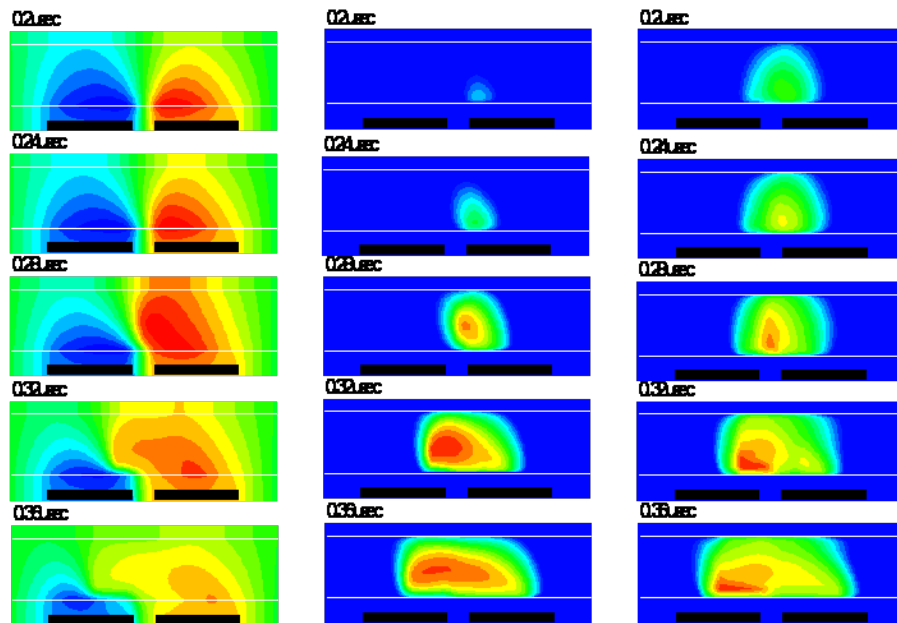 0.2usec 0.2usec 0.2usec
0.24usec 0.24usec 0.24usec
0.28usec 0.28usec 0.28usec
0.32usec 0.32usec 0.32usec
0.36usec 0.36usec 0.36usec